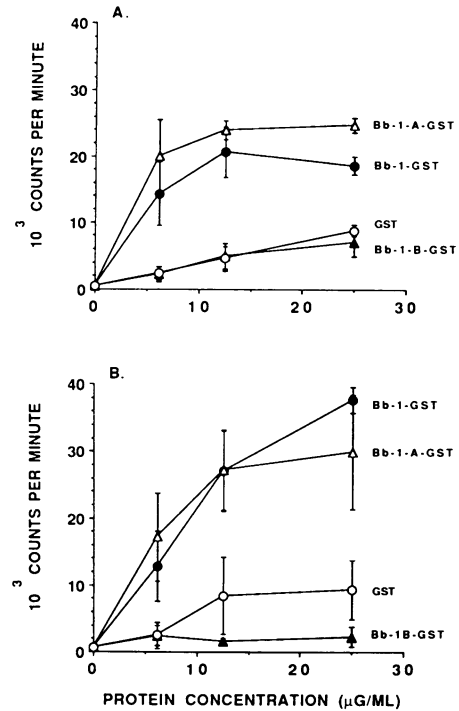 A.
40
30
20
10
0
10 3 COUNTS PER MINUTE
Bb-1-A-GST
Bb-1-GST
GST
Bb-1-B-GST
0
10
20
30
B.
40
30
20
10
0
10 3 COUNTS PER MINUTE
Bb-1-GST
Bb-1-A-GST
GST
Bb-1B-GST
0
10
20
30
PROTEIN CONCENTRATION (μG/ML)